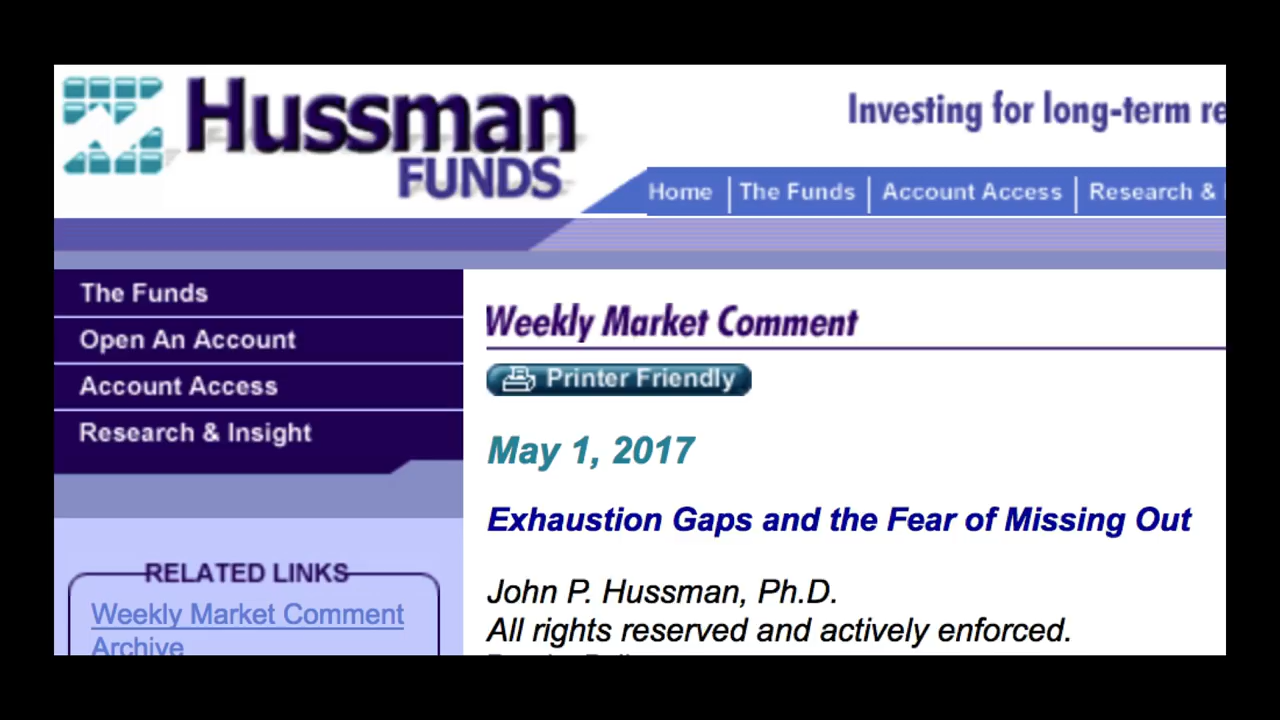 Hussman
FUNDS
Investing for long-term re
Home The Funds Account Access Research &
The Funds
Open An Account
Account Access
Research & Insight
RELATED LINKS
Weekly Market Comment
Archive
Weekly Market Comment
Printer Friendly
May 1, 2017
Exhaustion Gaps and the Fear of Missing Out
John P. Hussman, Ph.D.
All rights reserved and actively enforced.